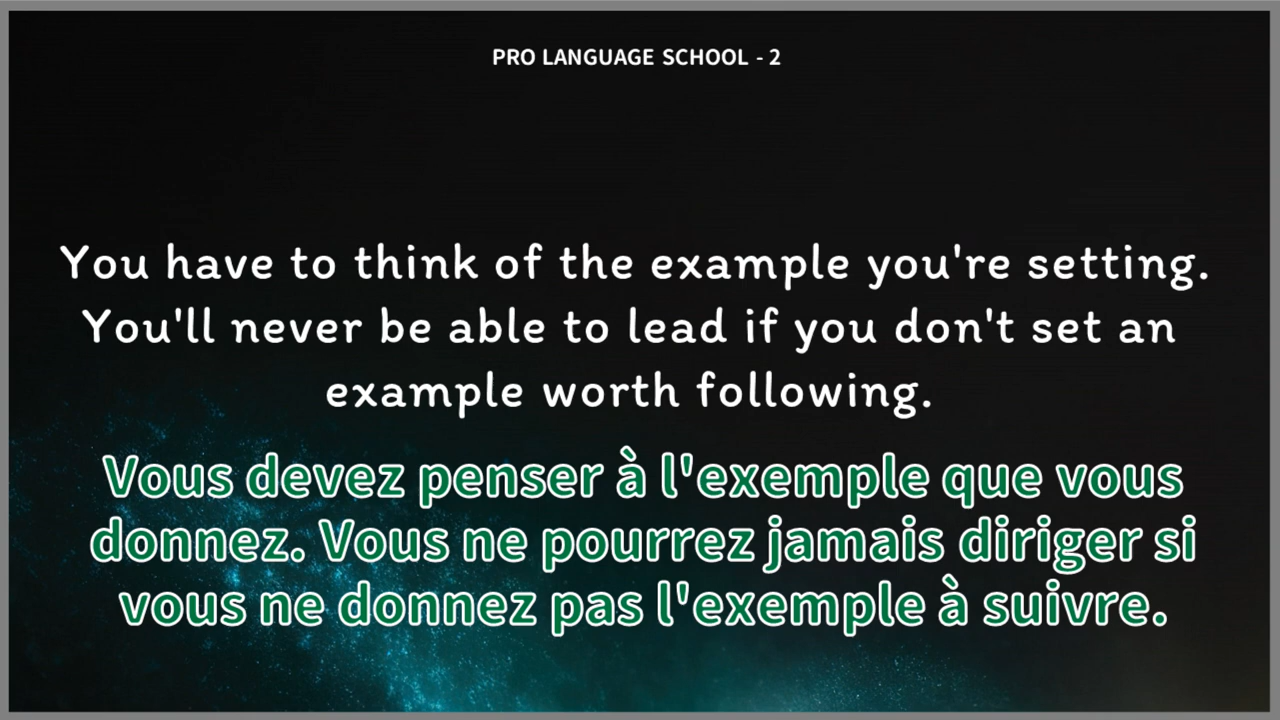 PRO LANGUAGE SCHOOL - 2
You have to think of the example you're setting.
You'll never be able to lead if you don't set an
example worth following.
Vous devez penser à l'exemple que vous
donnez. Vous ne pourrez jamais diriger si
vous ne donnez pas l'exemple à suivre.